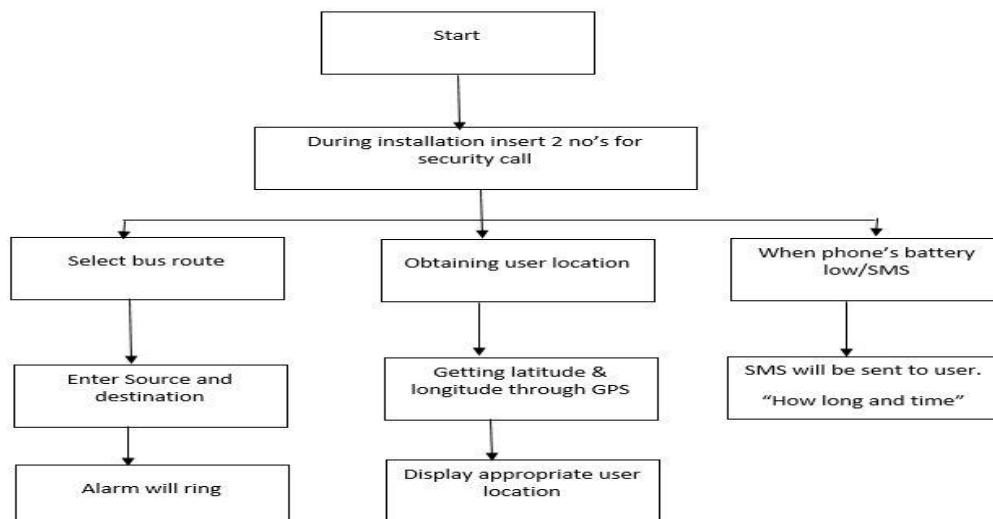 Start
During installation insert 2 no's for
security call
Select bus route
Obtaining user location
When phone's battery
low/SMS
Enter Source and
destination
Getting latitude &
longitude through GPS
SMS will be sent to user.
“How long and time”
Alarm will ring
Display appropriate user
location